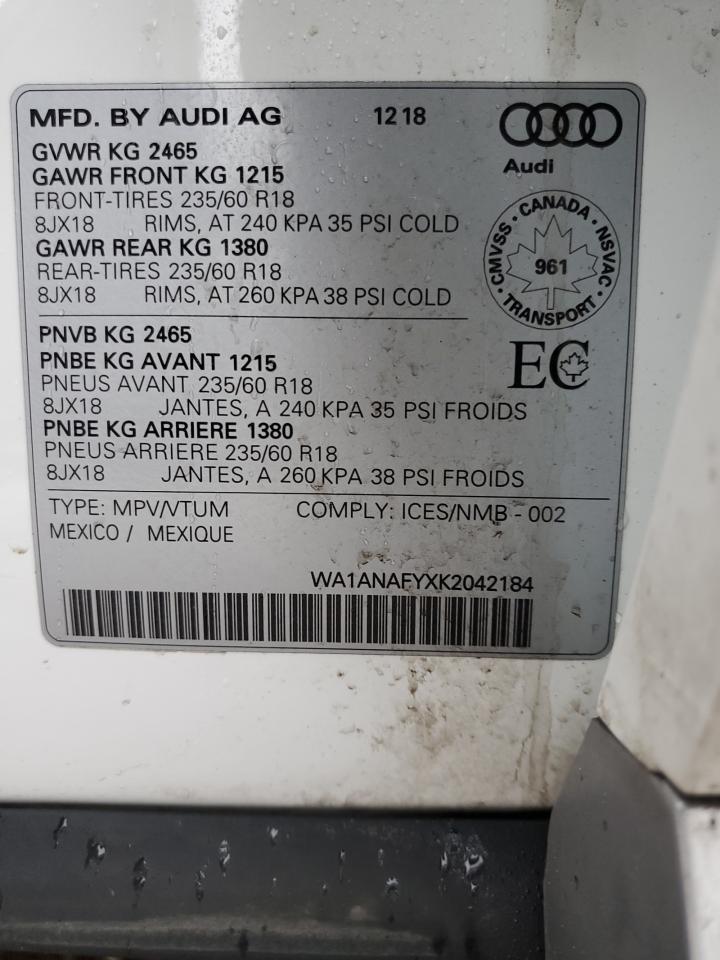 MFD. BY AUDI AG 12 18
Audi
GVWR KG 2465
GAWR FRONT KG 1215
FRONT-TIRES 235/60 R18
8JX18 RIMS, AT 240 KPA 35 PSI COLD
GAWR REAR KG 1380
REAR-TIRES 235/60 R18
8JX18 RIMS, AT 260 KPA 38 PSI COLD
CMVSS · CANADA · NSVAC · TRANSPORT ·
961
PNVB KG 2465
PNBE KG AVANT 1215
PNEUS AVANT 235/60 R18
8JX18 JANTES, A 240 KPA 35 PSI FROIDS
PNBE KG ARRIERE 1380
PNEUS ARRIERE 235/60 R18
8JX18 JANTES, A 260 KPA 38 PSI FROIDS
EC
TYPE: MPV/VTUM COMPLY: ICES/NMB - 002
MEXICO / MEXIQUE
WA1ANAFYXK2042184
F